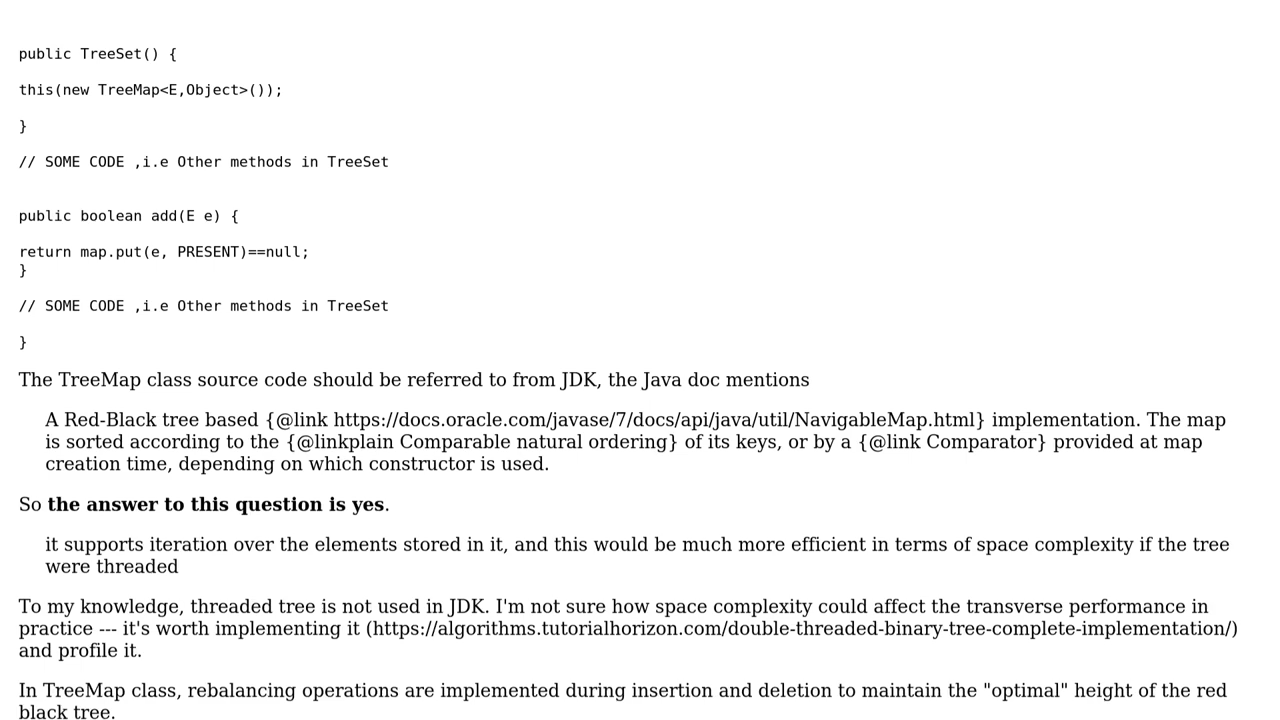 public TreeSet() {
this(new TreeMap<E,Object>());
}
// SOME CODE ,i.e Other methods in TreeSet
public boolean add(E e) {
return map.put(e, PRESENT)==null;
}
// SOME CODE ,i.e Other methods in TreeSet
}
The TreeMap class source code should be referred to from JDK, the Java doc mentions
A Red-Black tree based {@link https://docs.oracle.com/javase/7/docs/api/java/util/NavigableMap.html} implementation. The map
is sorted according to the {@linkplain Comparable natural ordering} of its keys, or by a {@link Comparator} provided at map
creation time, depending on which constructor is used.
So the answer to this question is yes.
it supports iteration over the elements stored in it, and this would be much more efficient in terms of space complexity if the tree
were threaded
To my knowledge, threaded tree is not used in JDK. I'm not sure how space complexity could affect the transverse performance in
practice --- it's worth implementing it (https://algorithms.tutorialhorizon.com/double-threaded-binary-tree-complete-implementation/)
and profile it.
In TreeMap class, rebalancing operations are implemented during insertion and deletion to maintain the "optimal" height of the red
black tree.